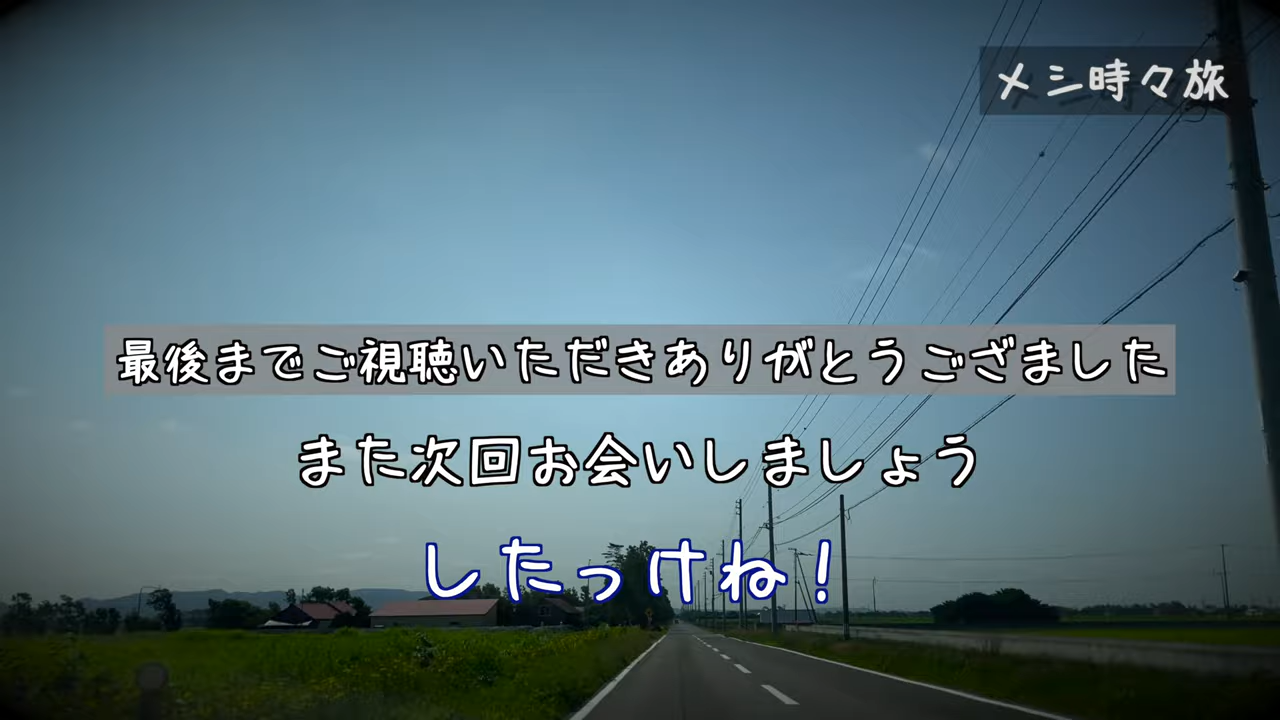 メシ時々旅
最後までご視聴いただきありがとうござました
また次回お会いしましょう
したっけね！